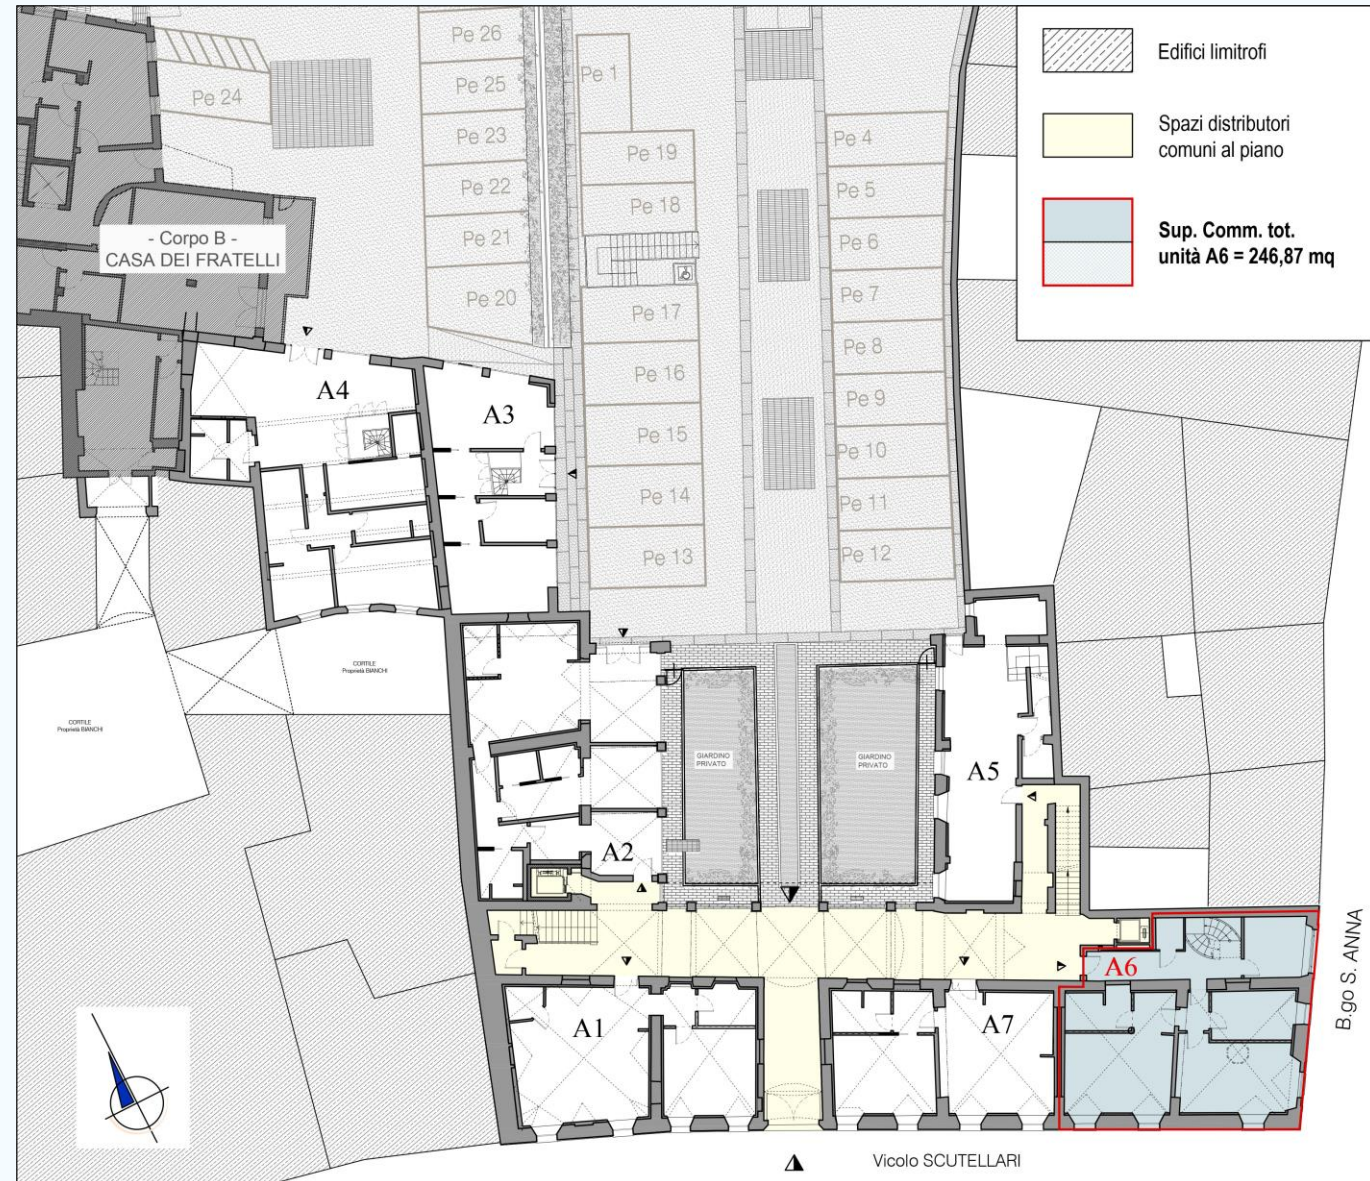 Edifici limitrofi
Spazi distributori
comuni al piano
Sup. Comm. tot.
unità A6 = 246,87 mq
Pe 26
Pe 25
Pe 24
Pe 23
Pe 22
Pe 21
Pe 20
Pe 1
Pe 19
Pe 18
Pe 17
Pe 16
Pe 15
Pe 14
Pe 13
Pe 4
Pe 5
Pe 6
Pe 7
Pe 8
Pe 9
Pe 10
Pe 11
Pe 12
- Corpo B -
CASA DEI FRATELLI
A4
A3
CORTILE
Proprietà BIANCHI
CORTILE
Proprietà BIANCHI
GIARDINO
PRIVATO
GIARDINO
PRIVATO
A5
A2
A6
A1
A7
B.go S. ANNA
Vicolo SCUTELLARI